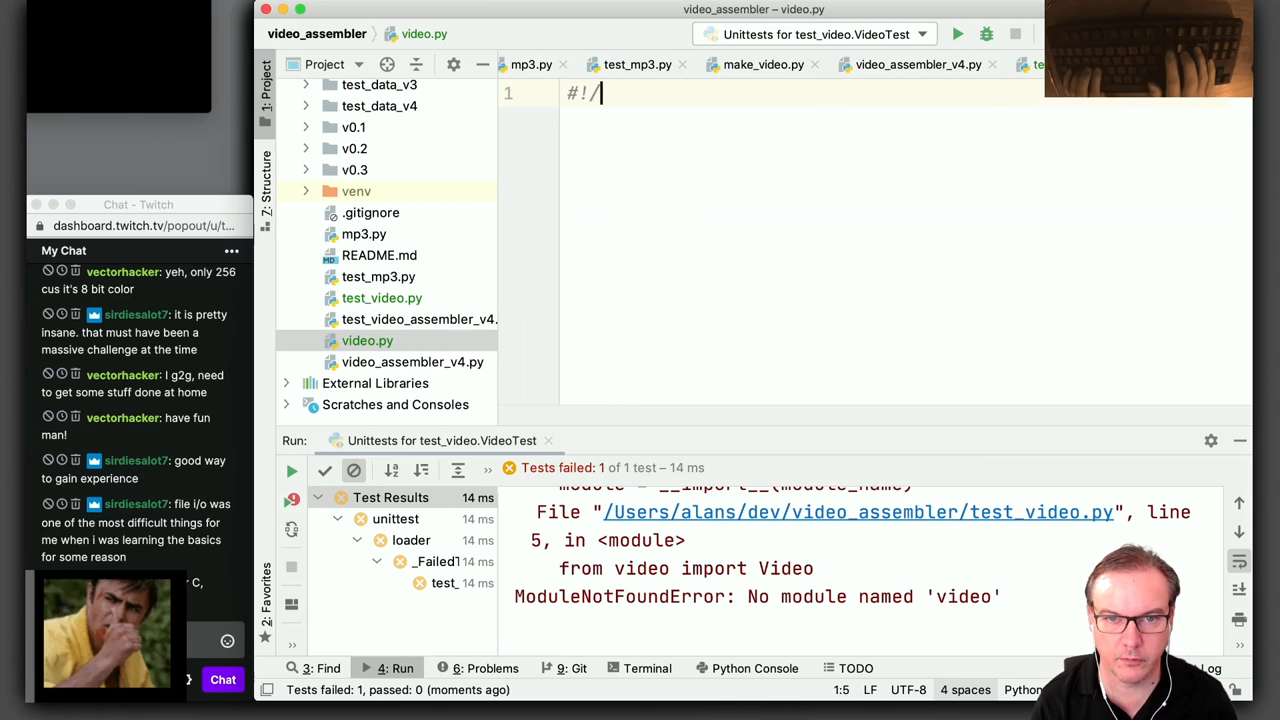 video_assembler – video.py
video_assembler
video.py
Unittests for test_video.VideoTest
1: Project
7: Structure
2: Favorites
Project
mp3.py
test_mp3.py
make_video.py
video_assembler_v4.py
te
test_data_v3
test_data_v4
v0.1
v0.2
v0.3
venv
.gitignore
mp3.py
README.md
test_mp3.py
test_video.py
test_video_assembler_v4.
video.py
video_assembler_v4.py
External Libraries
Scratches and Consoles
1
#!/
Chat - Twitch
dashboard.twitch.tv/popout/u/t...
My Chat
vectorhacker: yeh, only 256
cus it's 8 bit color
sirdiesalot7: it is pretty
insane. that must have been a
massive challenge at the time
vectorhacker: I g2g, need
to get some stuff done at home
vectorhacker: have fun
man!
sirdiesalot7: good way
to gain experience
sirdiesalot7: file i/o was
one of the most difficult things for
me when i was learning the basics
for some reason
r C,
Chat
Run:
Unittests for test_video.VideoTest
Tests failed: 1 of 1 test – 14 ms
Test Results 14 ms
unittest 14 ms
loader 14 ms
_FailedT 14 ms
test_ 14 ms
module = __import__(module_name)
File "/Users/alans/dev/video_assembler/test_video.py", line
5, in <module>
from video import Video
ModuleNotFoundError: No module named 'video'
3: Find
4: Run
6: Problems
9: Git
Terminal
Python Console
TODO
Log
Tests failed: 1, passed: 0 (moments ago)
1:5
LF
UTF-8
4 spaces
Python